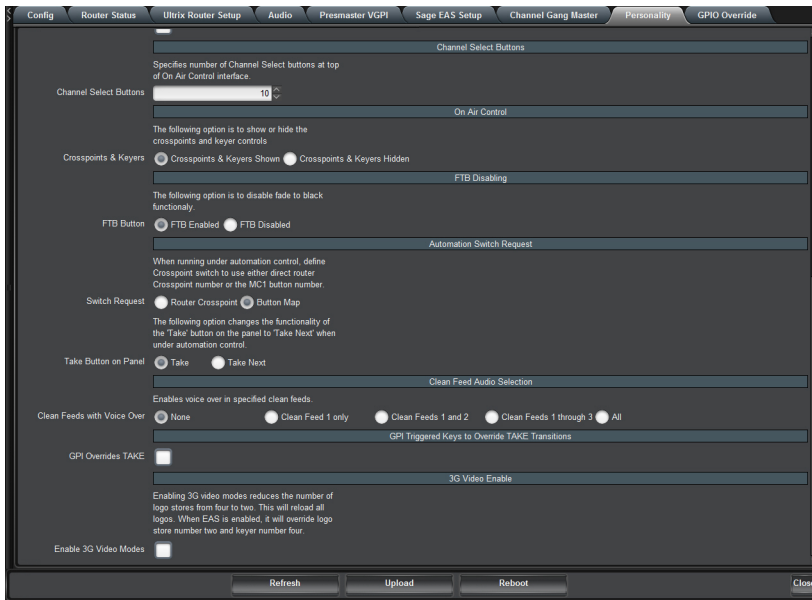 Config Router Status Ultrix Router Setup Audio Presmaster VGPI Sage EAS Setup Channel Gang Master Personality GPIO Override
Channel Select Buttons
Specifies number of Channel Select buttons at top
of On Air Control interface.
Channel Select Buttons 10
On Air Control
The following option is to show or hide the
crosspoints and keyer controls
Crosspoints & Keyers Crosspoints & Keyers Shown Crosspoints & Keyers Hidden
FTB Disabling
The following option is to disable fade to black
functionaly.
FTB Button FTB Enabled FTB Disabled
Automation Switch Request
When running under automation control, define
Crosspoint switch to use either direct router
Crosspoint number or the MC1 button number.
Switch Request Router Crosspoint Button Map
The following option changes the functionality of
the 'Take' button on the panel to 'Take Next' when
under automation control.
Take Button on Panel Take Take Next
Clean Feed Audio Selection
Enables voice over in specified clean feeds.
Clean Feeds with Voice Over None Clean Feed 1 only Clean Feeds 1 and 2 Clean Feeds 1 through 3 All
GPI Triggered Keys to Override TAKE Transitions
GPI Overrides TAKE
3G Video Enable
Enabling 3G video modes reduces the number of
logo stores from four to two. This will reload all
logos. When EAS is enabled, it will override logo
store number two and keyer number four.
Enable 3G Video Modes
Refresh Upload Reboot Close